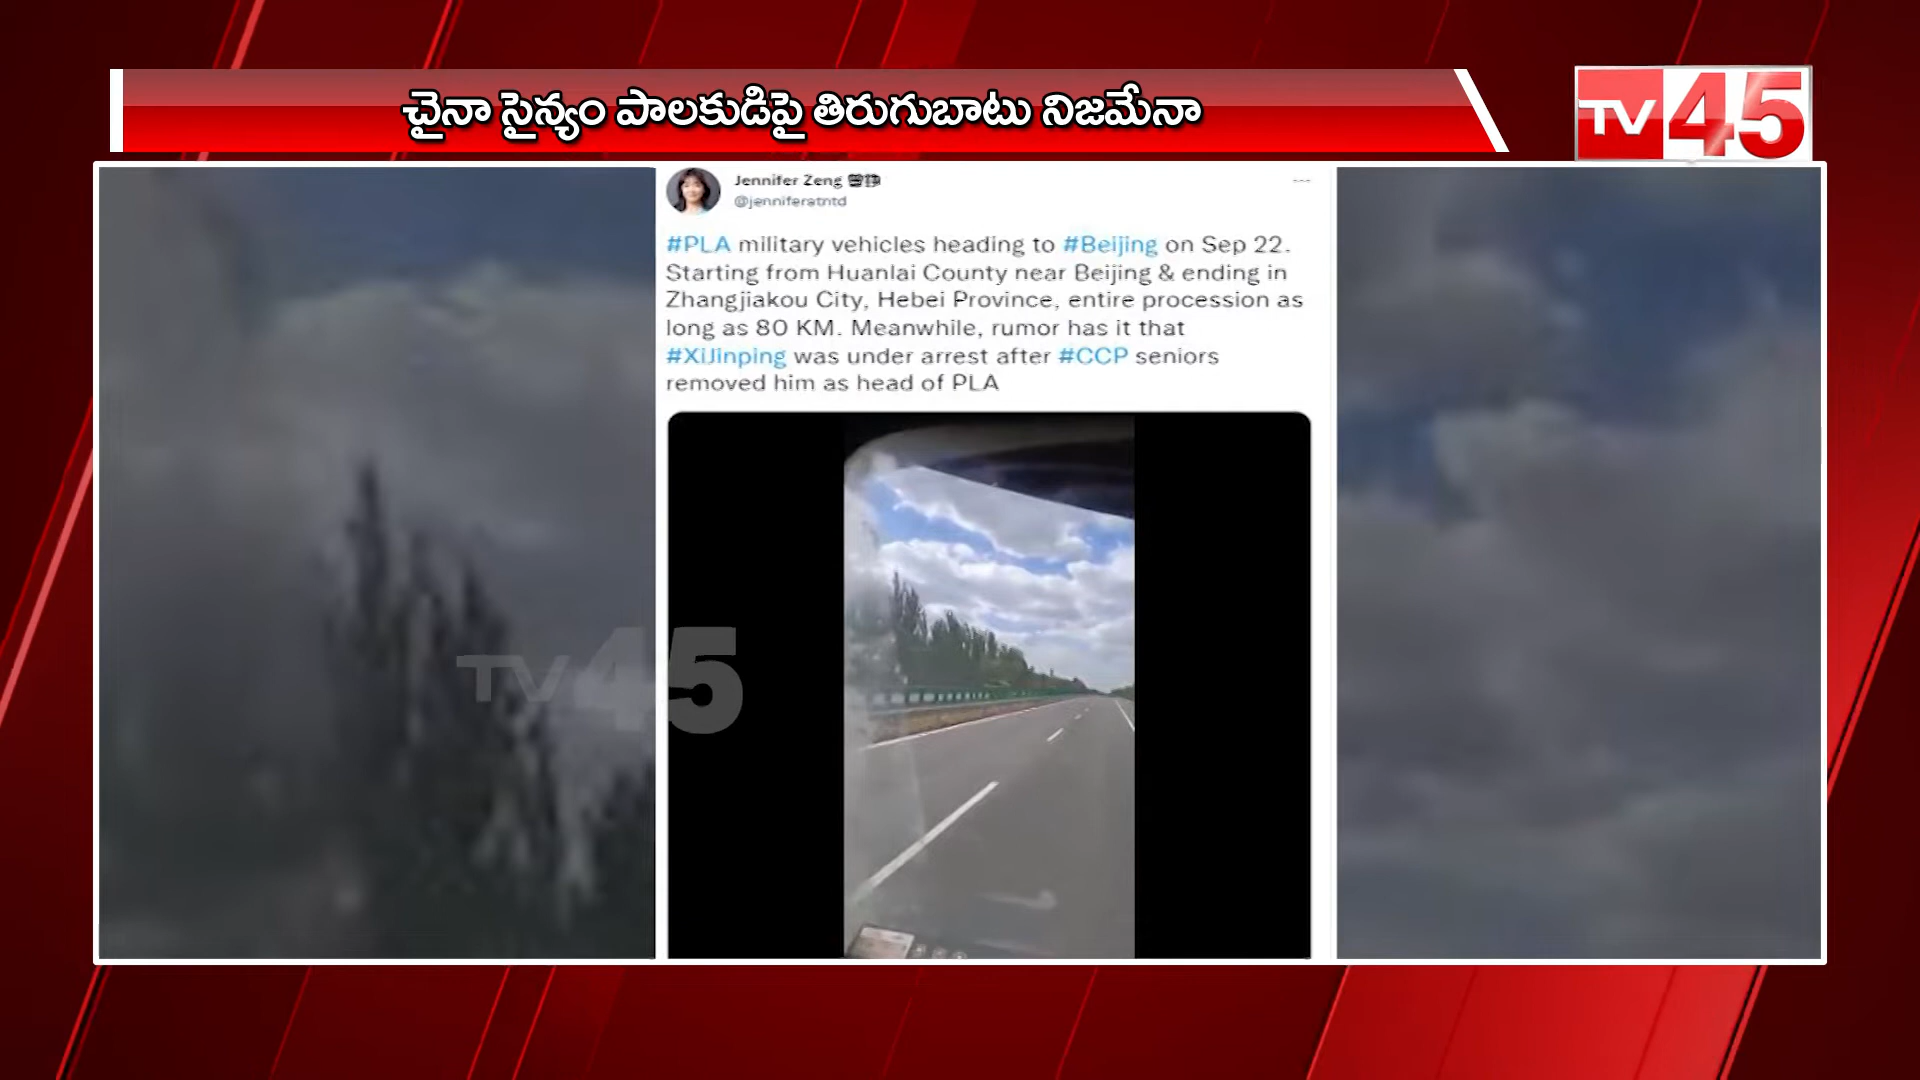 చైనా సైన్యం పాలకుడిపై తిరుగుబాటు నిజమేనా
TV45
Jennifer Zeng 曾錚
@jenniferatntd
#PLA military vehicles heading to #Beijing on Sep 22.
Starting from Huanlai County near Beijing & ending in
Zhangjiakou City, Hebei Province, entire procession as
long as 80 KM. Meanwhile, rumor has it that
#XiJinping was under arrest after #CCP seniors
removed him as head of PLA
TV45